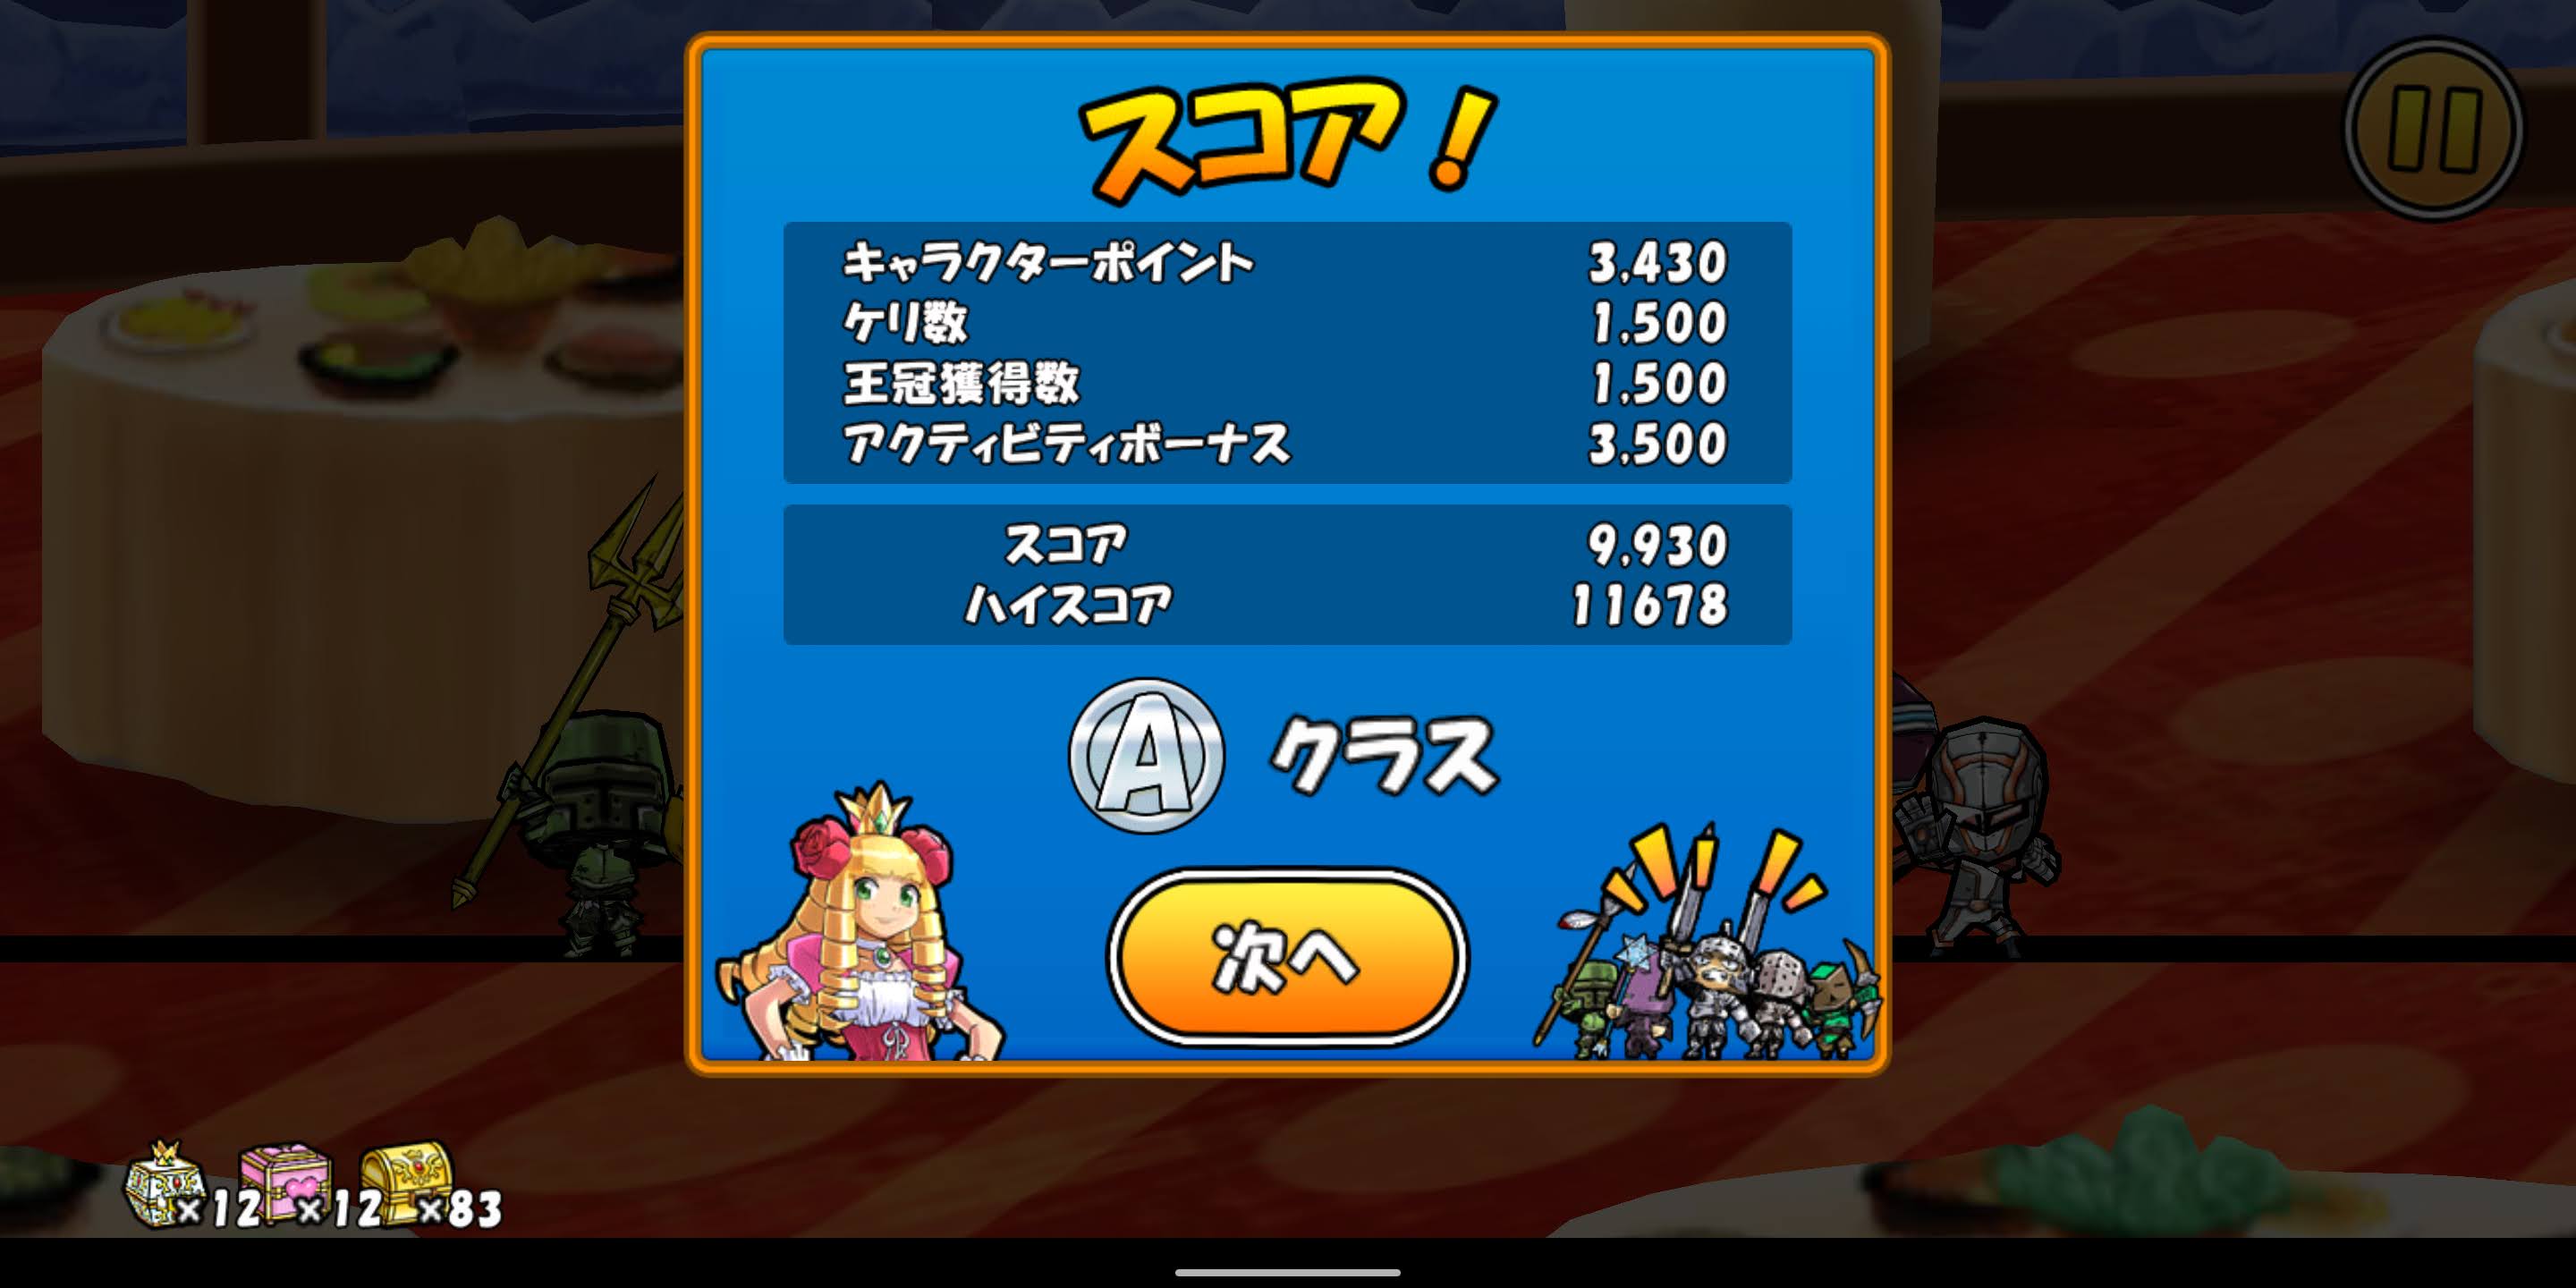 スコア！
キャラクターポイント 3,430
ケリ数 1,500
王冠獲得数 1,500
アクティビティボーナス 3,500
スコア 9,930
ハイスコア 11678
A クラス
次へ
×12 ×12 ×83